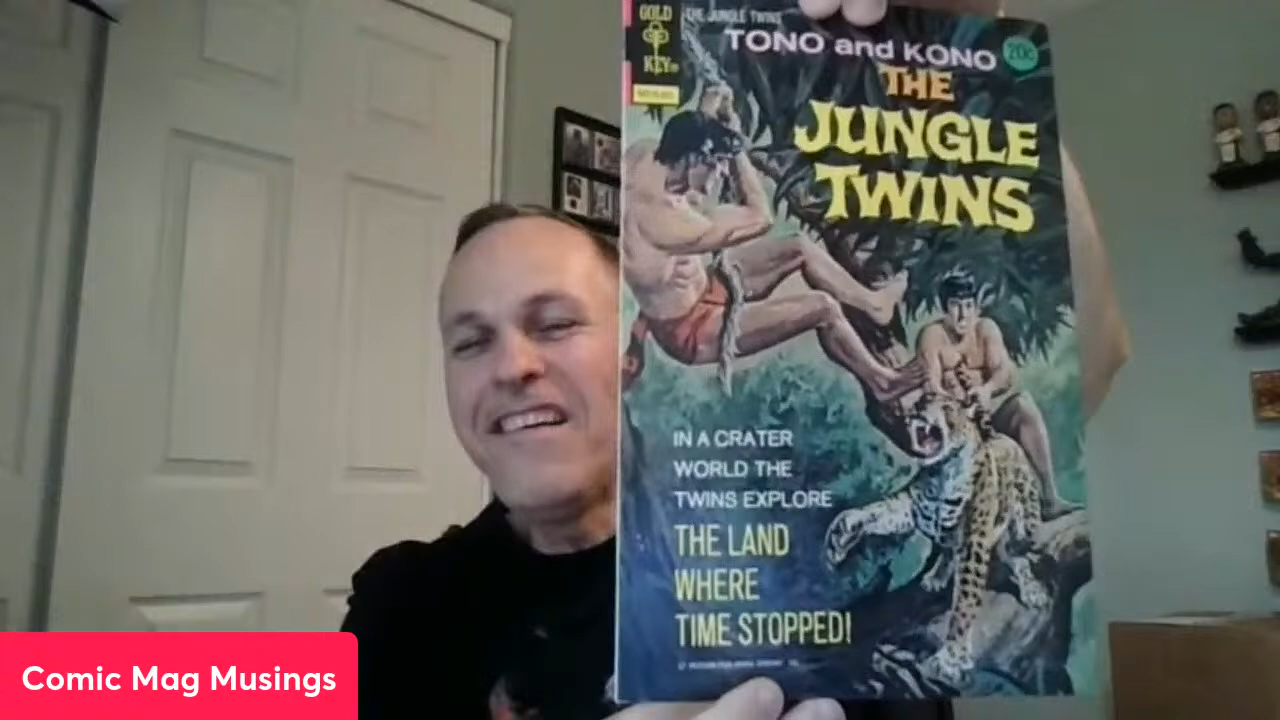 GOLD
KEY®
THE JUNGLE TWINS
TONO and KONO
20¢
THE
JUNGLE
TWINS
IN A CRATER
WORLD THE
TWINS EXPLORE
THE LAND
WHERE
TIME STOPPED!
Comic Mag Musings